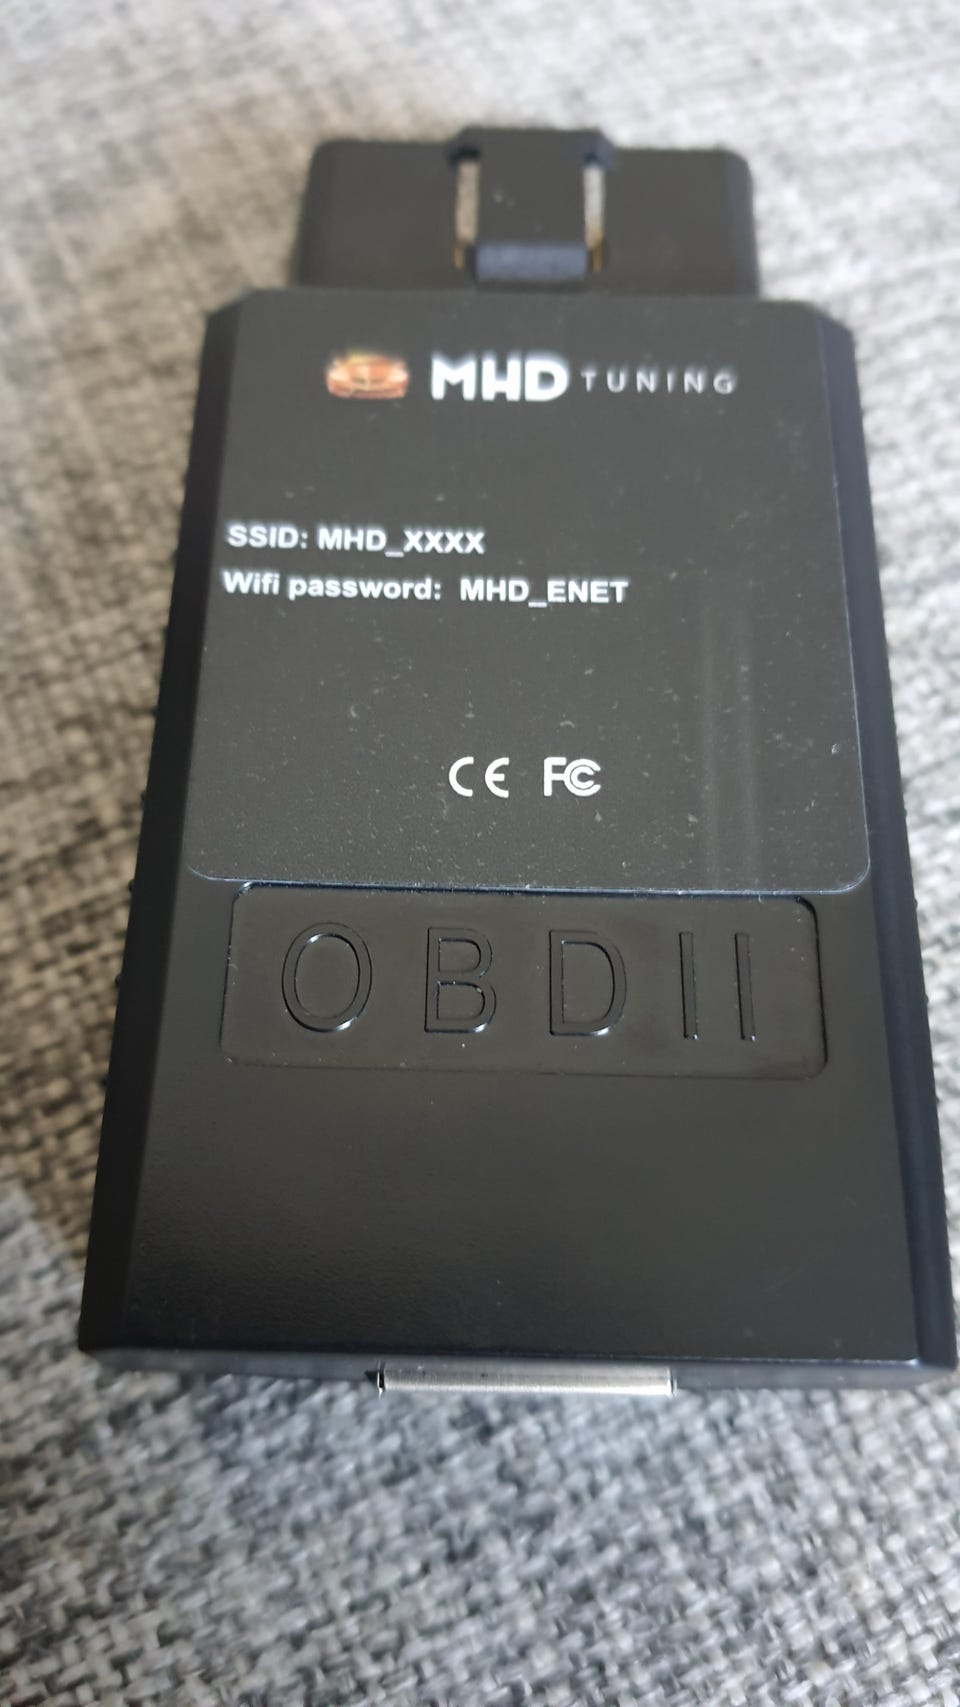 MHD TUNING
SSID: MHD_XXXX
Wifi password: MHD_ENET
CE FC
OBDII